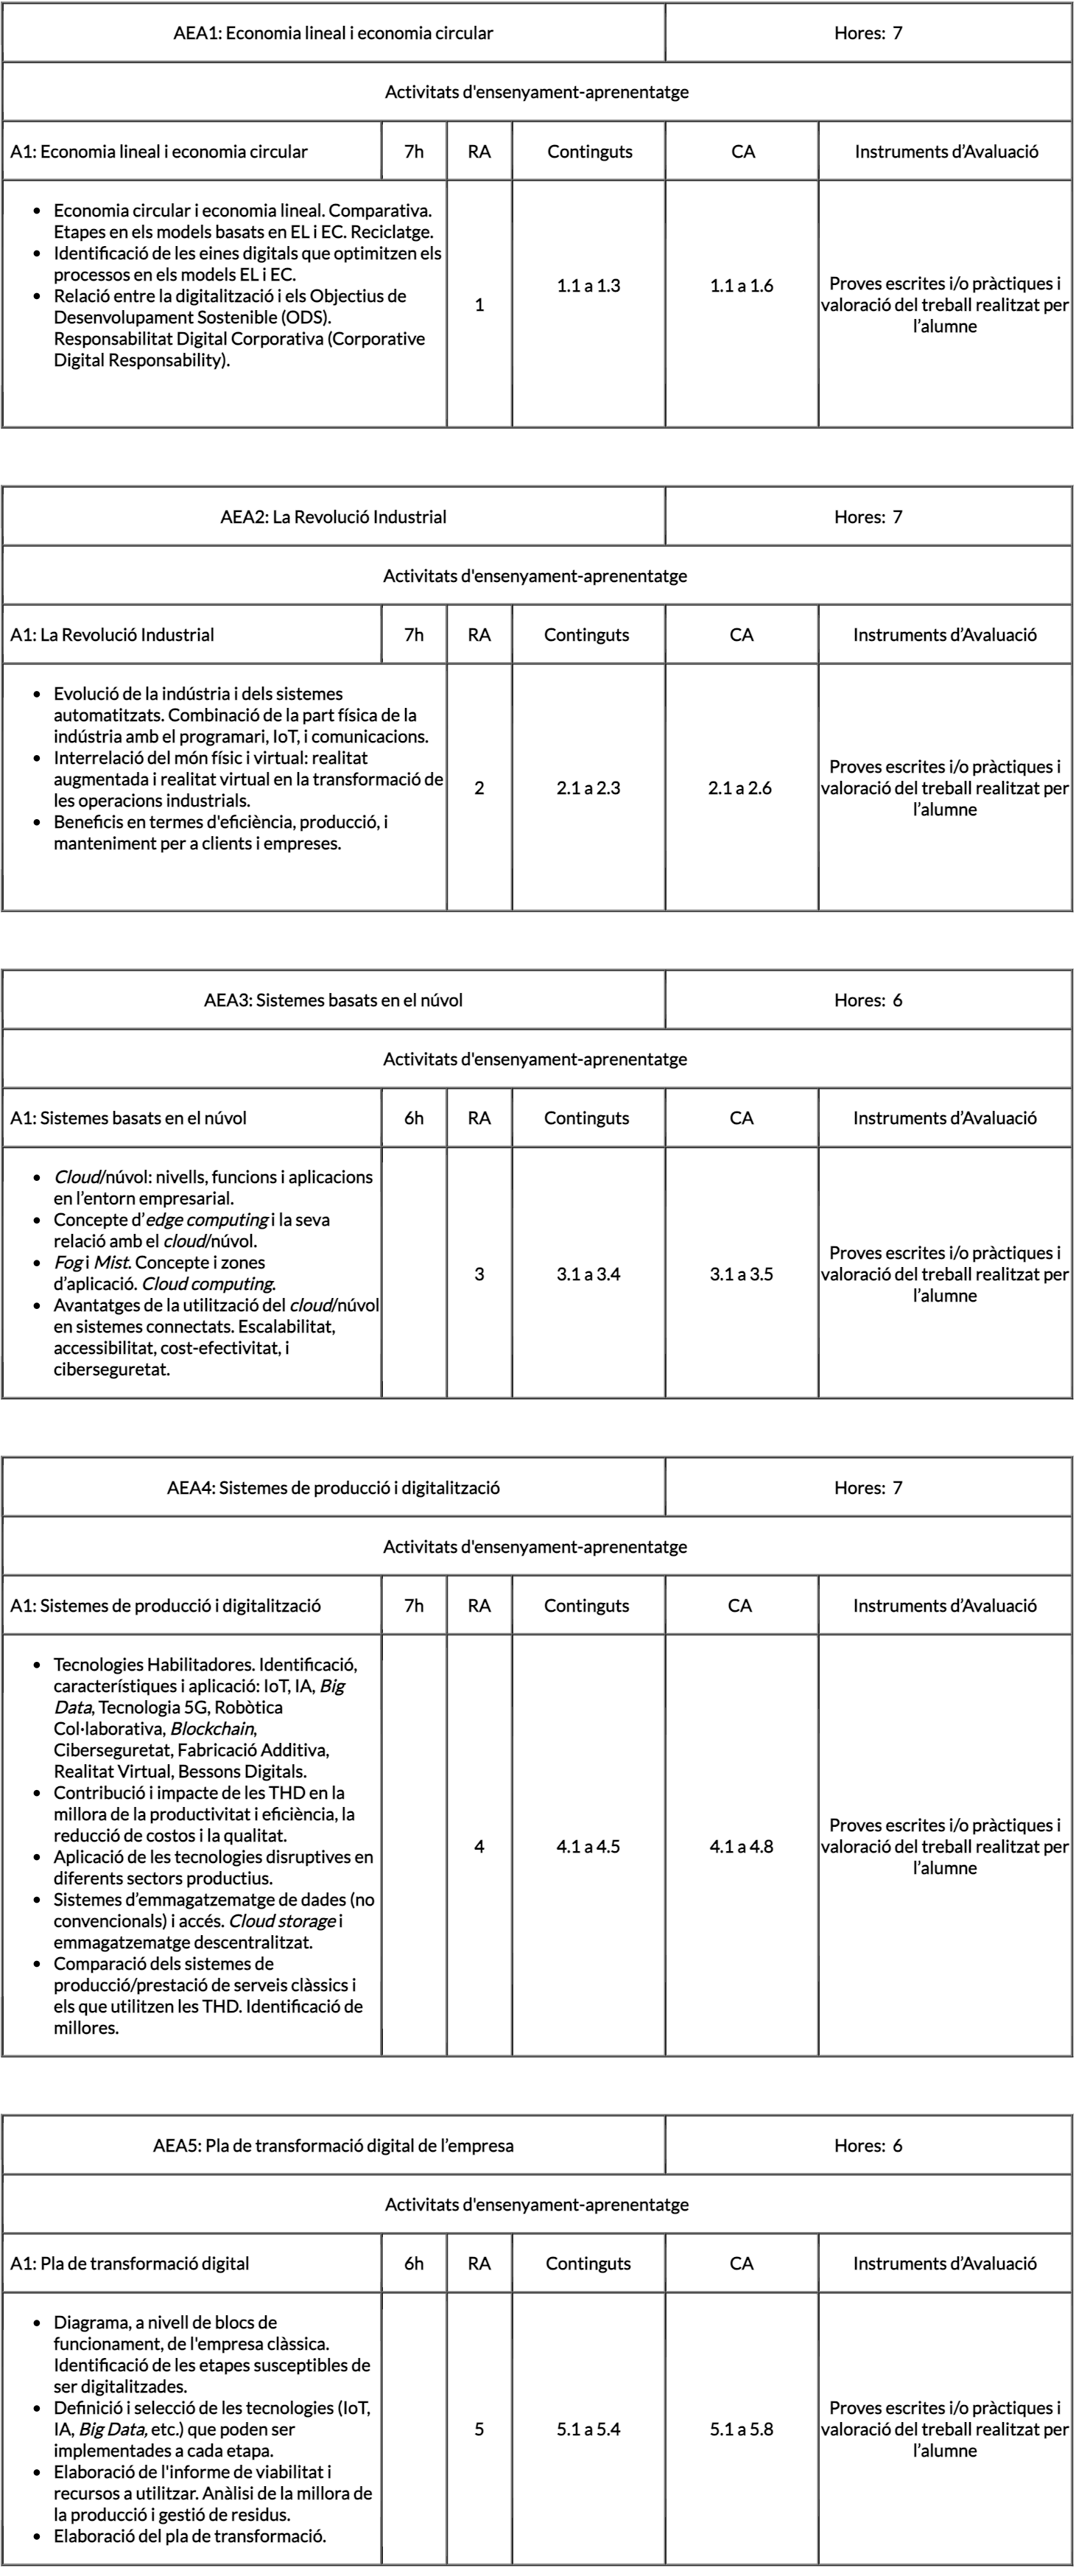 AEA1: Economia lineal i economia circular
Hores: 7
Activitats d'ensenyament-aprenentatge
A1: Economia lineal i economia circular
7h
RA
Continguts
CA
Instruments d’Avaluació
• Economia circular i economia lineal. Comparativa.
Etapes en els models basats en EL i EC. Reciclatge.
• Identificació de les eines digitals que optimitzen els
processos en els models EL i EC.
• Relació entre la digitalització i els Objectius de
Desenvolupament Sostenible (ODS).
Responsabilitat Digital Corporativa (Corporative
Digital Responsability).
1
1.1 a 1.3
1.1 a 1.6
Proves escrites i/o pràctiques i
valoració del treball realitzat per
l’alumne
AEA2: La Revolució Industrial
Hores: 7
Activitats d'ensenyament-aprenentatge
A1: La Revolució Industrial
7h
RA
Continguts
CA
Instruments d’Avaluació
• Evolució de la indústria i dels sistemes
automatitzats. Combinació de la part física de la
indústria amb el programari, IoT, i comunicacions.
• Interrelació del món físic i virtual: realitat
augmentada i realitat virtual en la transformació de
les operacions industrials.
• Beneficis en termes d'eficiència, producció, i
manteniment per a clients i empreses.
2
2.1 a 2.3
2.1 a 2.6
Proves escrites i/o pràctiques i
valoració del treball realitzat per
l’alumne
AEA3: Sistemes basats en el núvol
Hores: 6
Activitats d'ensenyament-aprenentatge
A1: Sistemes basats en el núvol
6h
RA
Continguts
CA
Instruments d’Avaluació
• Cloud/núvol: nivells, funcions i aplicacions
en l’entorn empresarial.
• Concepte d’edge computing i la seva
relació amb el cloud/núvol.
• Fog i Mist. Concepte i zones
d’aplicació. Cloud computing.
• Avantatges de la utilització del cloud/núvol
en sistemes connectats. Escalabilitat,
accessibilitat, cost-efectivitat, i
ciberseguretat.
3
3.1 a 3.4
3.1 a 3.5
Proves escrites i/o pràctiques i
valoració del treball realitzat per
l’alumne
AEA4: Sistemes de producció i digitalització
Hores: 7
Activitats d'ensenyament-aprenentatge
A1: Sistemes de producció i digitalització
7h
RA
Continguts
CA
Instruments d’Avaluació
• Tecnologies Habilitadores. Identificació,
característiques i aplicació: IoT, IA, Big
Data, Tecnologia 5G, Robòtica
Col·laborativa, Blockchain,
Ciberseguretat, Fabricació Additiva,
Realitat Virtual, Bessons Digitals.
• Contribució i impacte de les THD en la
millora de la productivitat i eficiència, la
reducció de costos i la qualitat.
• Aplicació de les tecnologies disruptives en
diferents sectors productius.
• Sistemes d’emmagatzematge de dades (no
convencionals) i accés. Cloud storage i
emmagatzematge descentralitzat.
• Comparació dels sistemes de
producció/prestació de serveis clàssics i
els que utilitzen les THD. Identificació de
millores.
4
4.1 a 4.5
4.1 a 4.8
Proves escrites i/o pràctiques i
valoració del treball realitzat per
l’alumne
AEA5: Pla de transformació digital de l’empresa
Hores: 6
Activitats d'ensenyament-aprenentatge
A1: Pla de transformació digital
6h
RA
Continguts
CA
Instruments d’Avaluació
• Diagrama, a nivell de blocs de
funcionament, de l'empresa clàssica.
Identificació de les etapes susceptibles de
ser digitalitzades.
• Definició i selecció de les tecnologies (IoT,
IA, Big Data, etc.) que poden ser
implementades a cada etapa.
• Elaboració de l'informe de viabilitat i
recursos a utilitzar. Anàlisi de la millora de
la producció i gestió de residus.
• Elaboració del pla de transformació.
5
5.1 a 5.4
5.1 a 5.8
Proves escrites i/o pràctiques i
valoració del treball realitzat per
l’alumne